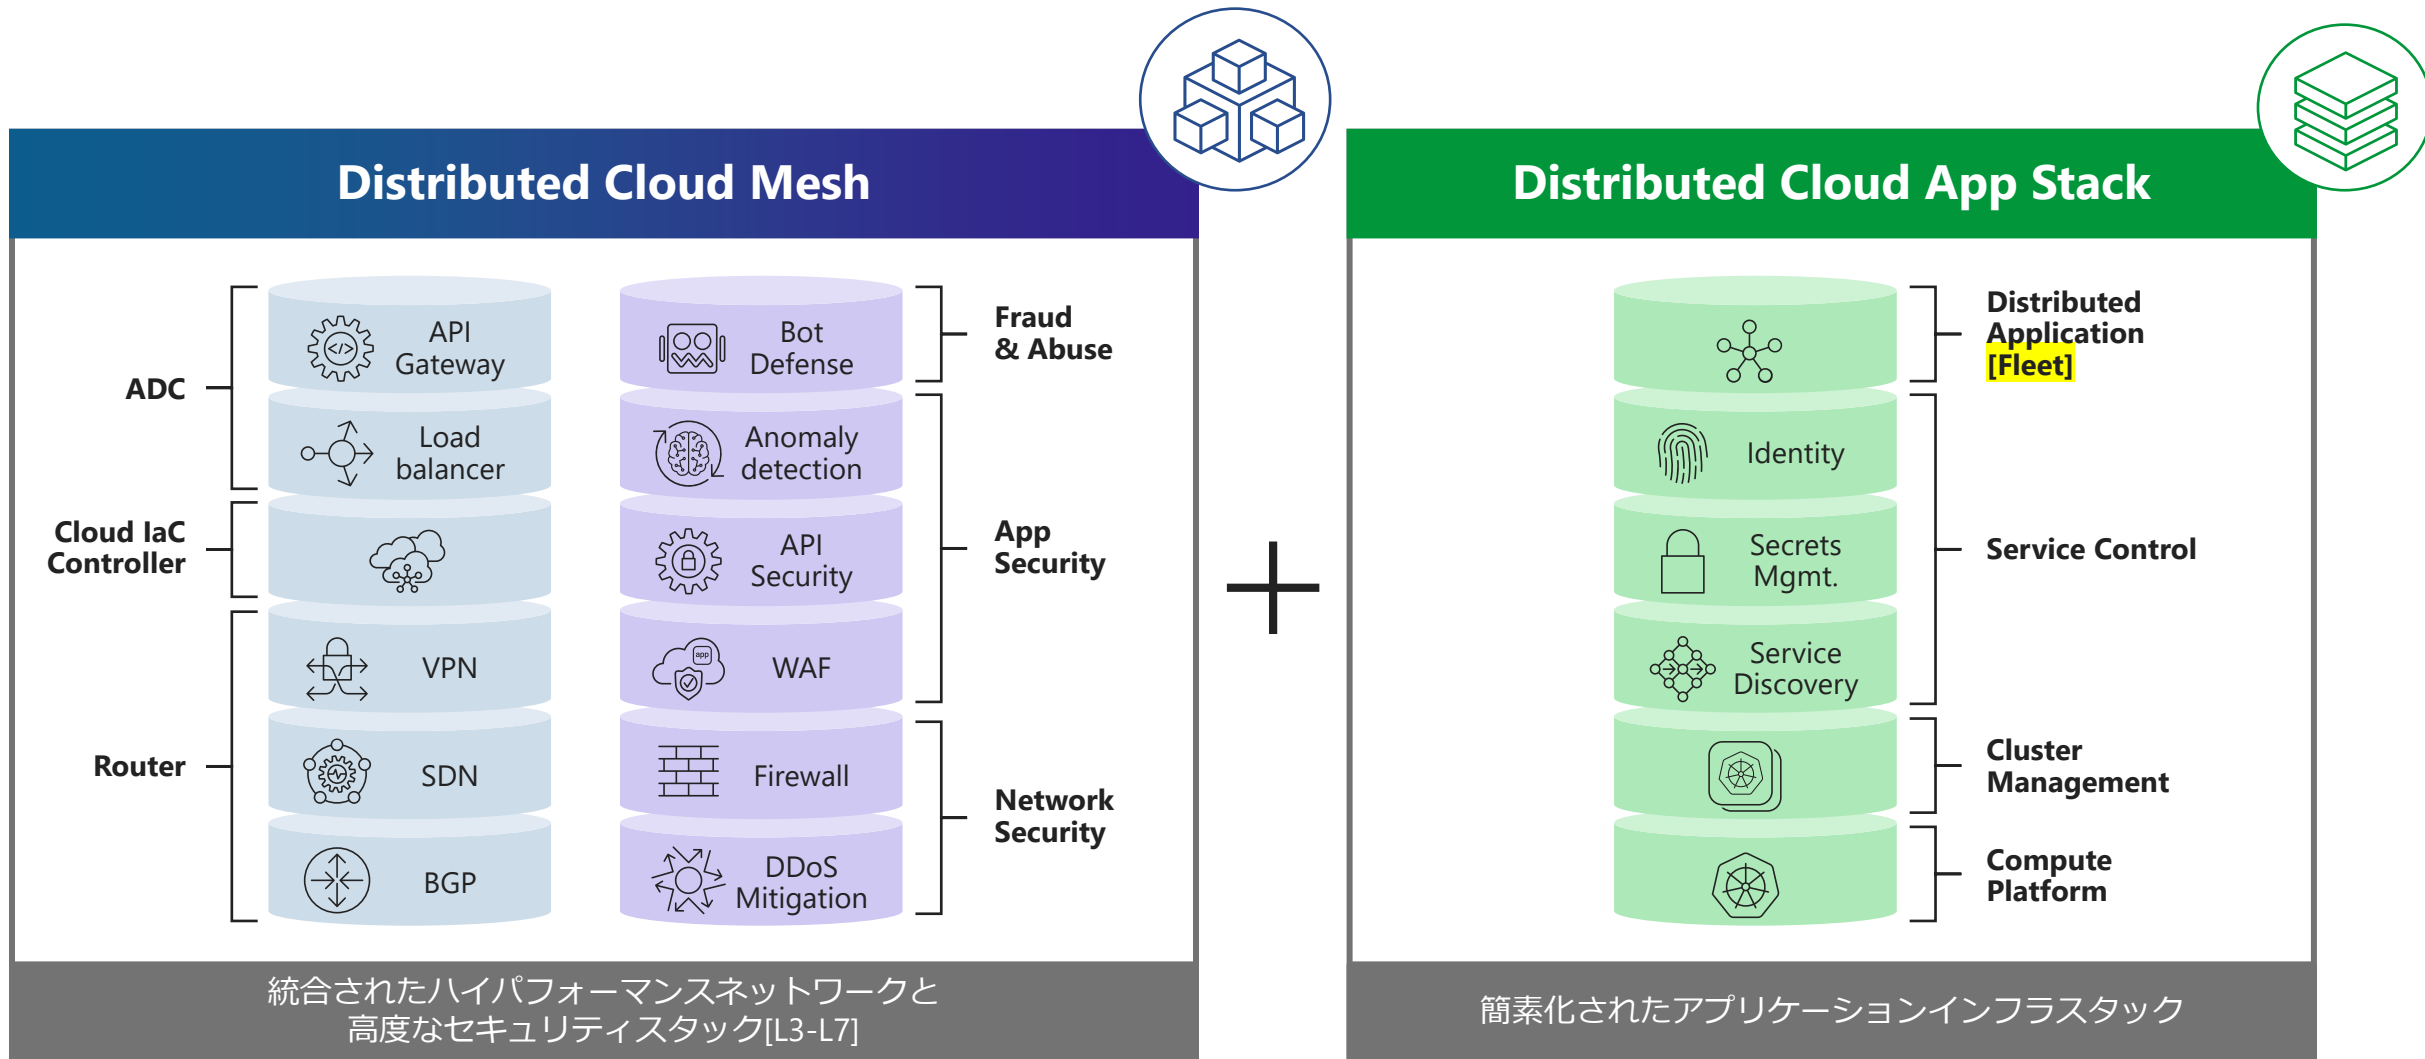 Distributed Cloud Mesh
ADC
Cloud IaC
Controller
Router
API
Gateway
Load
balancer
VPN
SDN
BGP
Bot
Defense
Anomaly
detection
API
Security
app
WAF
Firewall
DDoS
Mitigation
Fraud
& Abuse
App
Security
Network
Security
統合されたハイパフォーマンスネットワークと
高度なセキュリティスタック[L3-L7]
Distributed Cloud App Stack
Identity
Secrets
Mgmt.
Service
Discovery
Distributed
Application
[Fleet]
Service Control
Cluster
Management
Compute
Platform
簡素化されたアプリケーションインフラスタック